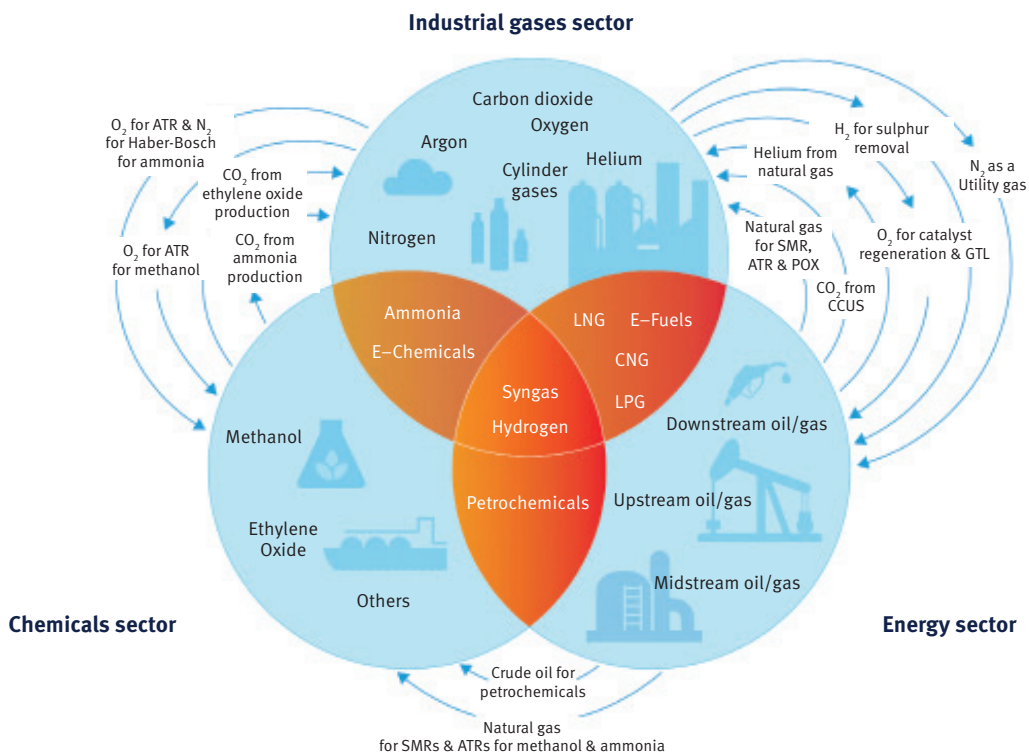 Industrial gases sector
Carbon dioxide
Oxygen
Argon
Helium
Cylinder
gases
Nitrogen
O₂ for ATR & N₂
for Haber-Bosch
for ammonia
CO₂ from
ethylene oxide
production
O₂ for ATR
for methanol
CO₂ from
ammonia
production
H₂ for sulphur
removal
Helium from
natural gas
N₂ as a
Utility gas
Natural gas
for SMR,
ATR & POX
O₂ for catalyst
regeneration & GTL
CO₂ from
CCUS
Ammonia
E–Chemicals
LNG
E–Fuels
CNG
LPG
Syngas
Hydrogen
Petrochemicals
Methanol
Ethylene
Oxide
Others
Downstream oil/gas
Upstream oil/gas
Midstream oil/gas
Chemicals sector
Energy sector
Crude oil for
petrochemicals
Natural gas
for SMRs & ATRs for methanol & ammonia